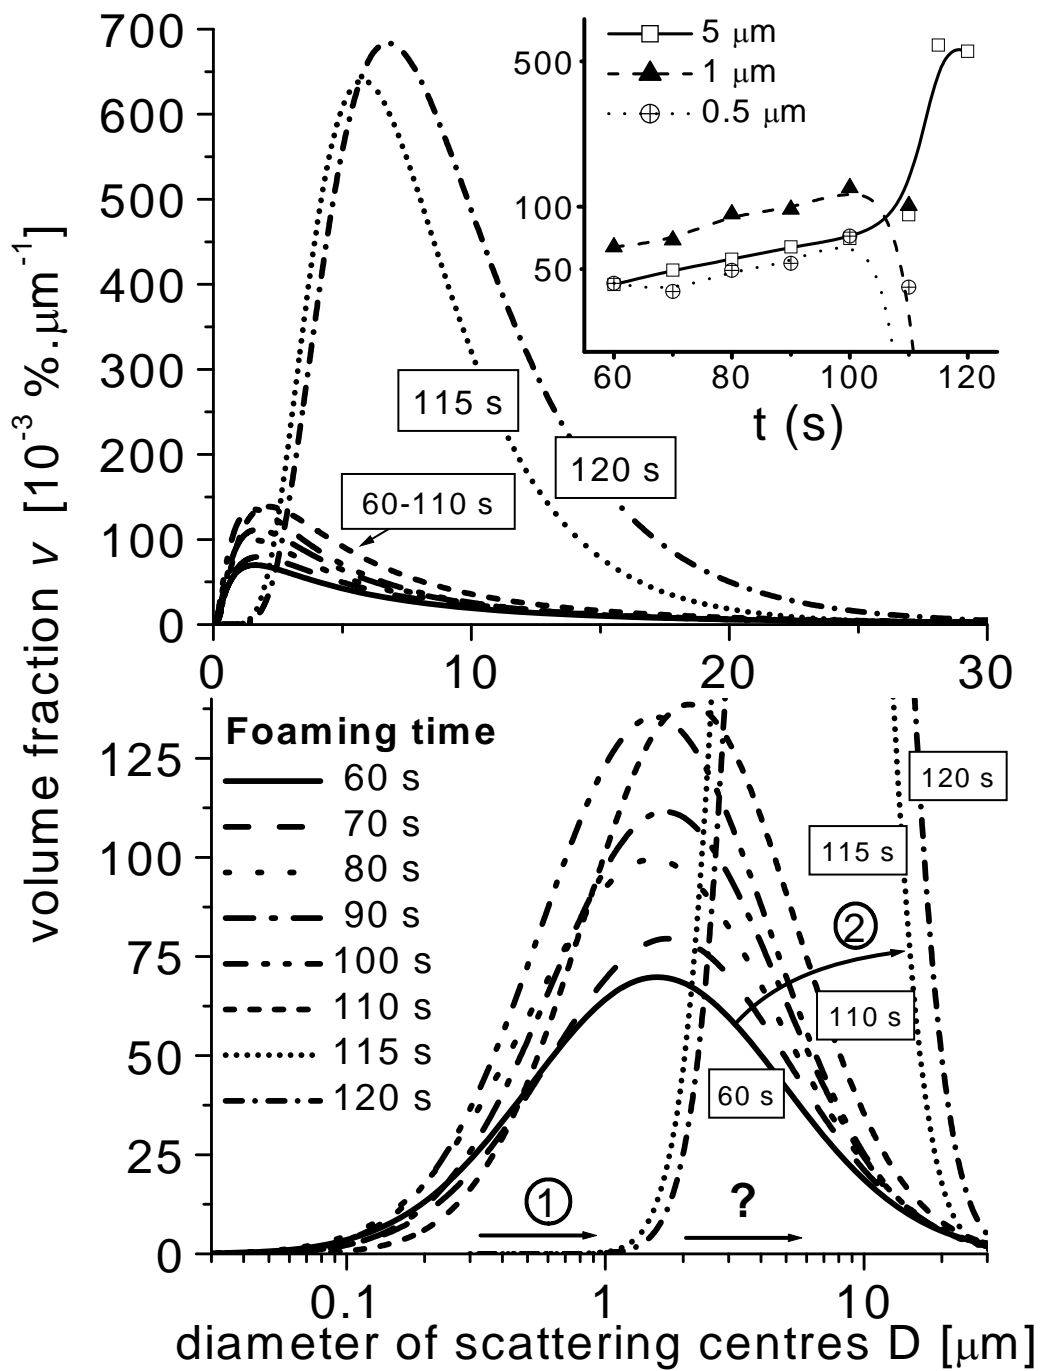 700
600
500
400
300
200
100
0
0 10 20 30
5 μm
1 μm
0.5 μm
500
100
50
60 80 100 120
t (s)
115 s
120 s
60-110 s
volume fraction v [10⁻³ %.μm⁻¹]
Foaming time
60 s
70 s
80 s
90 s
100 s
110 s
115 s
120 s
125
100
75
50
25
0
120 s
115 s
2
110 s
60 s
1
?
0.1 1 10
diameter of scattering centres D [μm]